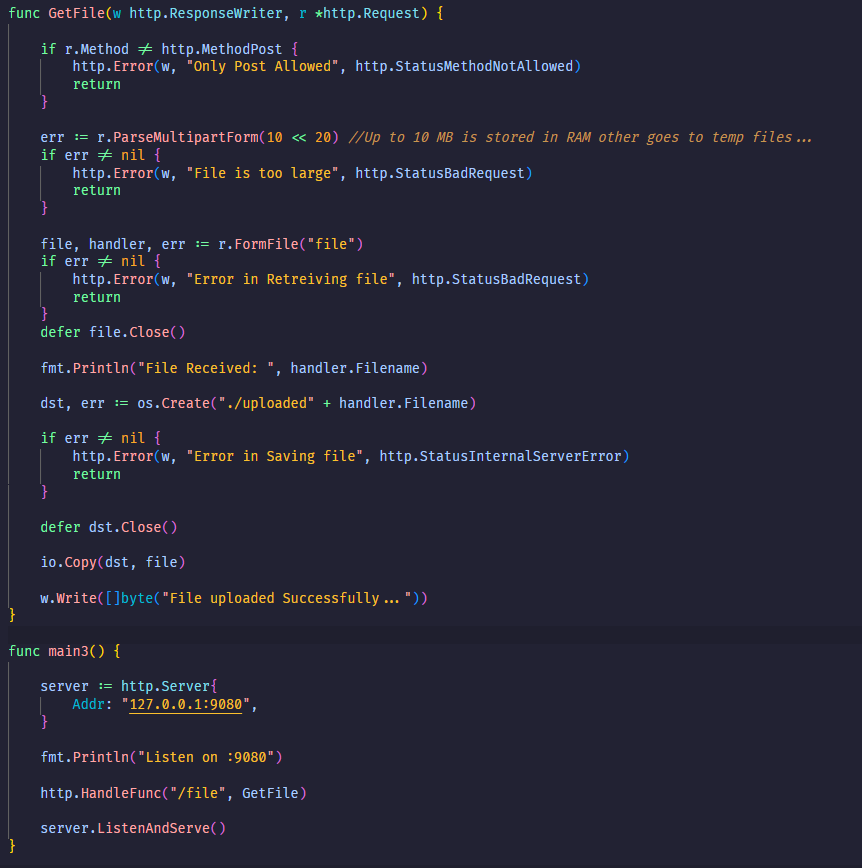 func GetFile(w http.ResponseWriter, r *http.Request) {
if r.Method != http.MethodPost {
http.Error(w, "Only Post Allowed", http.StatusMethodNotAllowed)
return
}
err := r.ParseMultipartForm(10 << 20) //Up to 10 MB is stored in RAM other goes to temp files...
if err != nil {
http.Error(w, "File is too large", http.StatusBadRequest)
return
}
file, handler, err := r.FormFile("file")
if err != nil {
http.Error(w, "Error in Retreiving file", http.StatusBadRequest)
return
}
defer file.Close()
fmt.Println("File Received: ", handler.Filename)
dst, err := os.Create("./uploaded" + handler.Filename)
if err != nil {
http.Error(w, "Error in Saving file", http.StatusInternalServerError)
return
}
defer dst.Close()
io.Copy(dst, file)
w.Write([]byte("File uploaded Successfully..."))
}
func main3() {
server := http.Server{
Addr: "127.0.0.1:9080",
}
fmt.Println("Listen on :9080")
http.HandleFunc("/file", GetFile)
server.ListenAndServe()
}